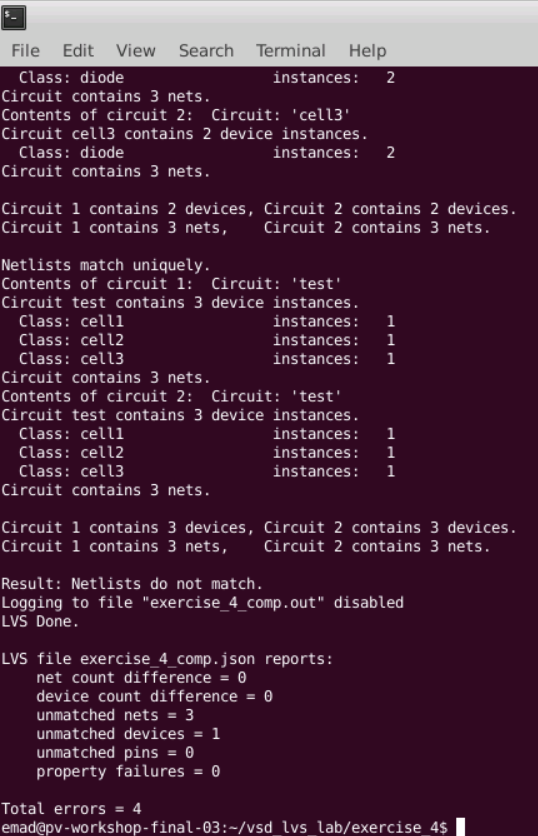 File Edit View Search Terminal Help
  Class: diode                 instances:   2
Circuit contains 3 nets.
Contents of circuit 2:  Circuit: 'cell3'
Circuit cell3 contains 2 device instances.
  Class: diode                 instances:   2
Circuit contains 3 nets.

Circuit 1 contains 2 devices, Circuit 2 contains 2 devices.
Circuit 1 contains 3 nets,    Circuit 2 contains 3 nets.

Netlists match uniquely.
Contents of circuit 1:  Circuit: 'test'
Circuit test contains 3 device instances.
  Class: cell1                 instances:   1
  Class: cell2                 instances:   1
  Class: cell3                 instances:   1
Circuit contains 3 nets.
Contents of circuit 2:  Circuit: 'test'
Circuit test contains 3 device instances.
  Class: cell1                 instances:   1
  Class: cell2                 instances:   1
  Class: cell3                 instances:   1
Circuit contains 3 nets.

Circuit 1 contains 3 devices, Circuit 2 contains 3 devices.
Circuit 1 contains 3 nets,    Circuit 2 contains 3 nets.

Result: Netlists do not match.
Logging to file "exercise_4_comp.out" disabled
LVS Done.

LVS file exercise_4_comp.json reports:
    net count difference = 0
    device count difference = 0
    unmatched nets = 3
    unmatched devices = 1
    unmatched pins = 0
    property failures = 0

Total errors = 4
emad@pv-workshop-final-03:~/vsd_lvs_lab/exercise_4$